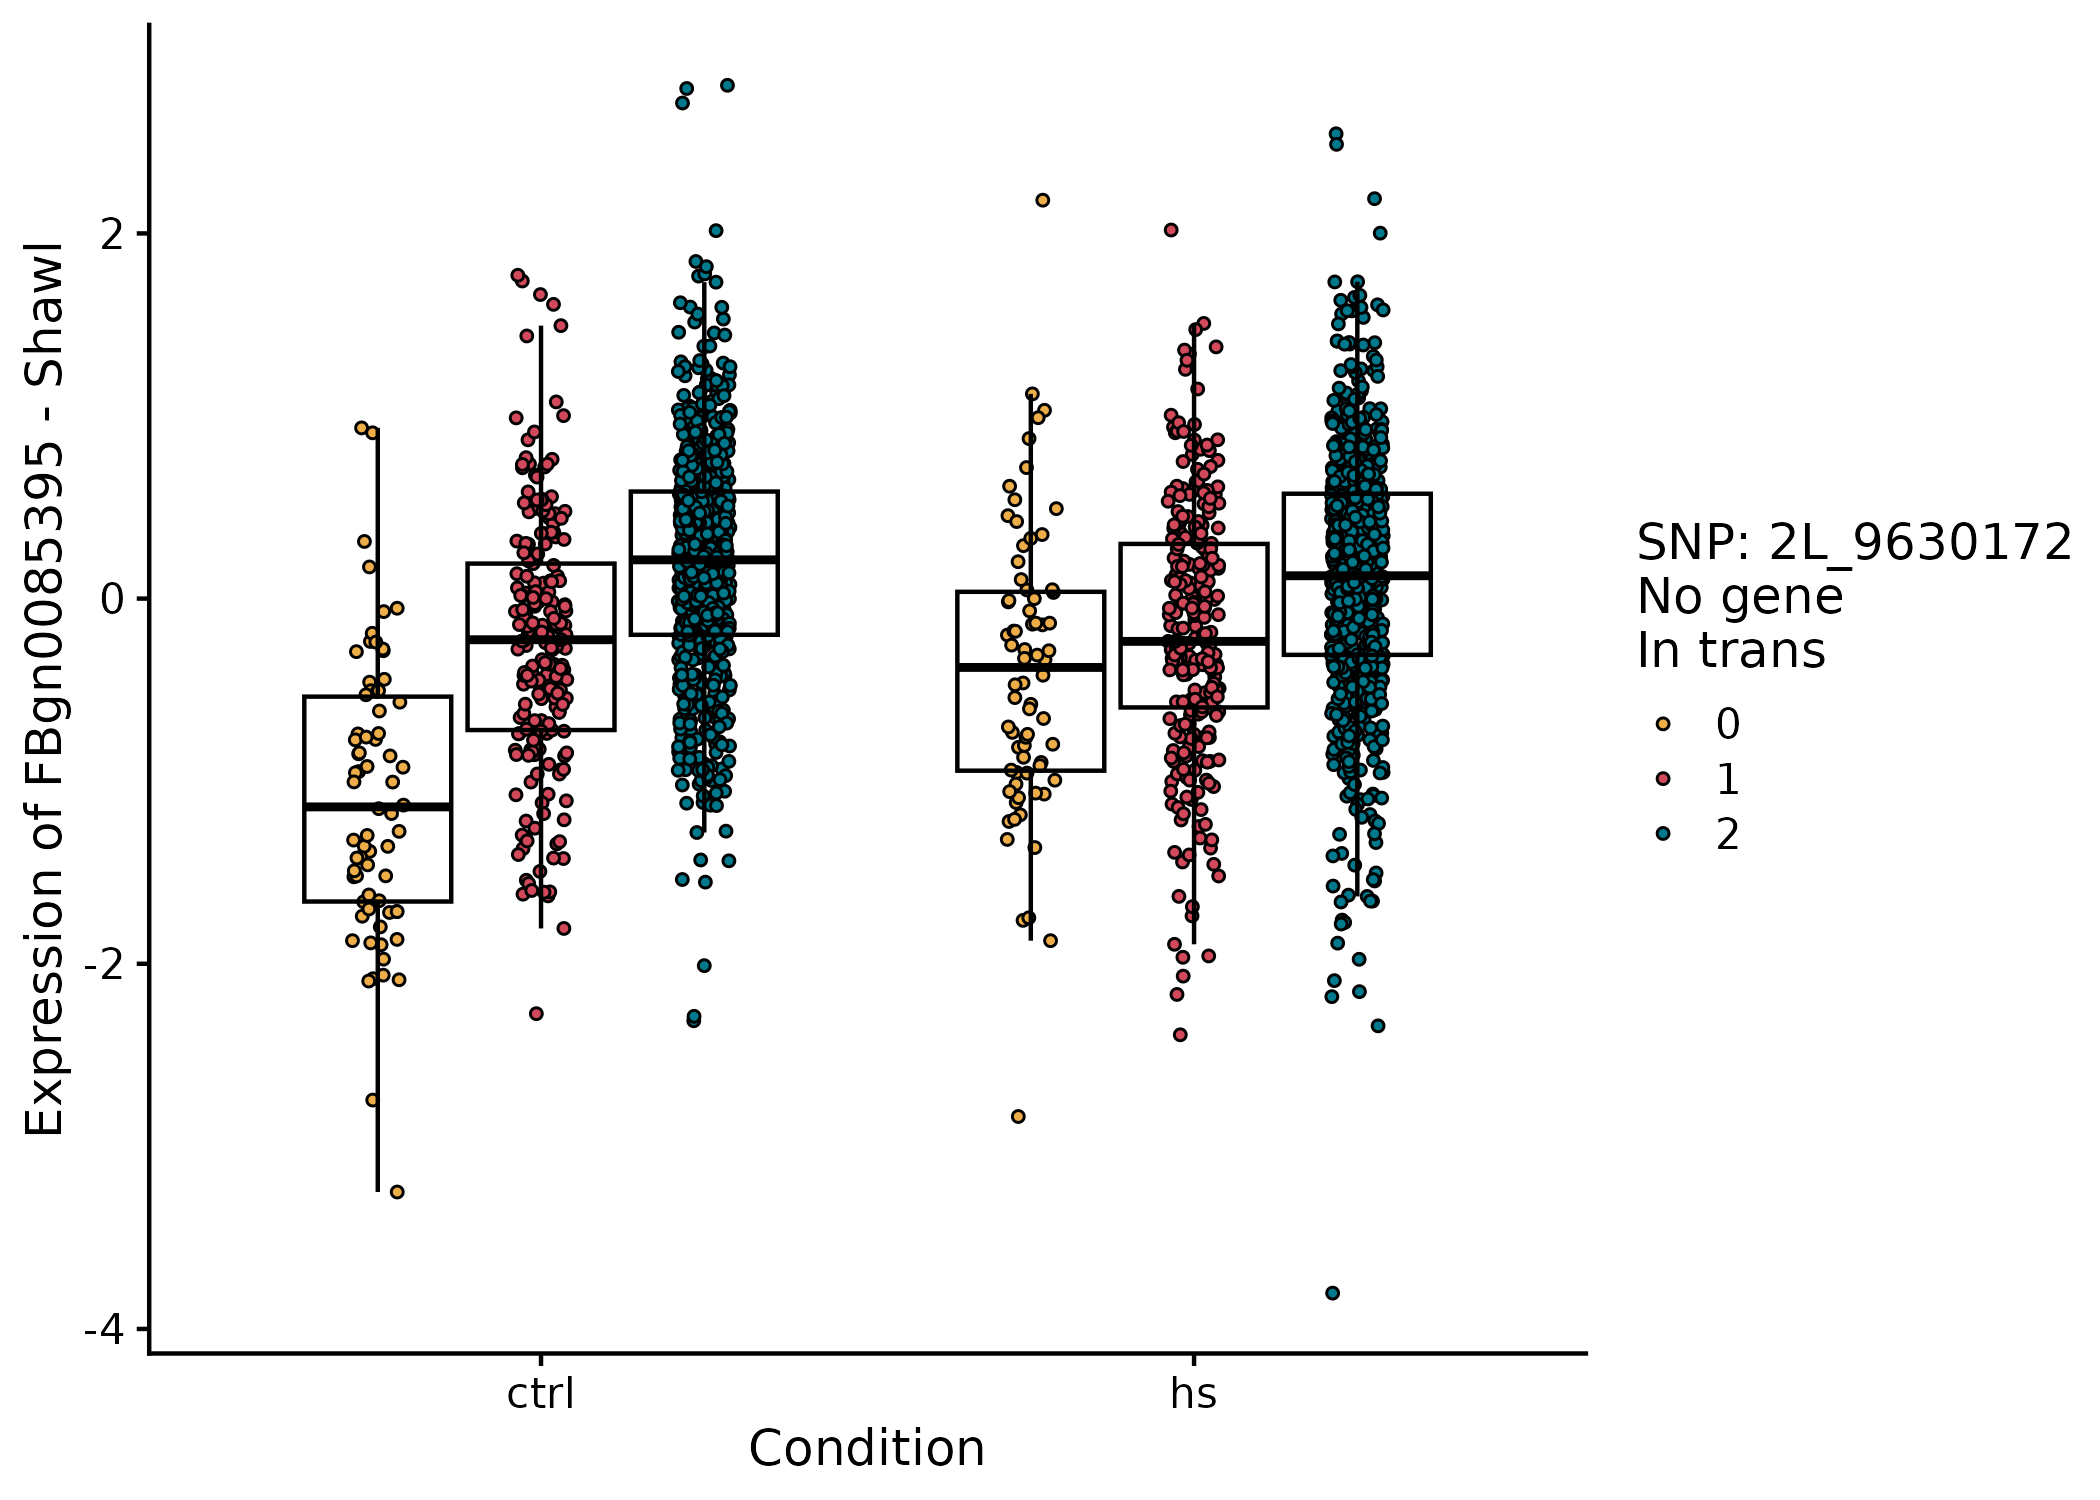 Expression of FBgn0085395 - Shawl
2
0
-2
-4
ctrl
hs
Condition
SNP: 2L_9630172
No gene
In trans
0
1
2